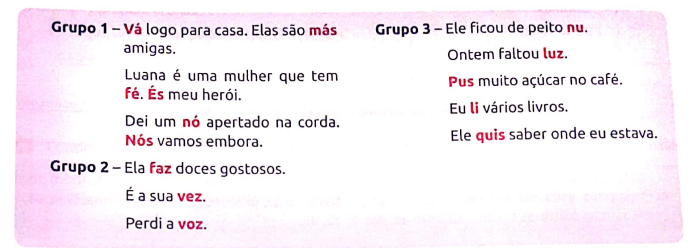 Grupo 1 – Vá logo para casa. Elas são más
amigas.
Luana é uma mulher que tem
fé. És meu herói.
Dei um nó apertado na corda.
Nós vamos embora.
Grupo 2 – Ela faz doces gostosos.
É a sua vez.
Perdi a voz.
Grupo 3 – Ele ficou de peito nu.
Ontem faltou luz.
Pus muito açúcar no café.
Eu li vários livros.
Ele quis saber onde eu estava.